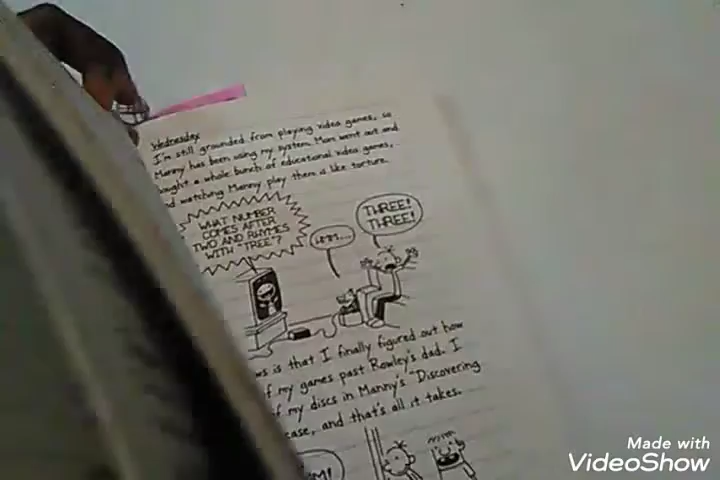 Wednesday
I'm still grounded from playing video games, so
Manny has been using my system. Mom went out and
bought a whole bunch of educational video games,
and watching Manny play them is like torture.
WHAT NUMBER
COMES AFTER
TWO AND RHYMES
WITH "TREE"?
HMM...
THREE!
THREE!
ws is that I finally figured out how
of my games past Rowley's dad. I
of my discs in Manny's "Discovering
case, and that's all it takes.
Made with
VideoShow